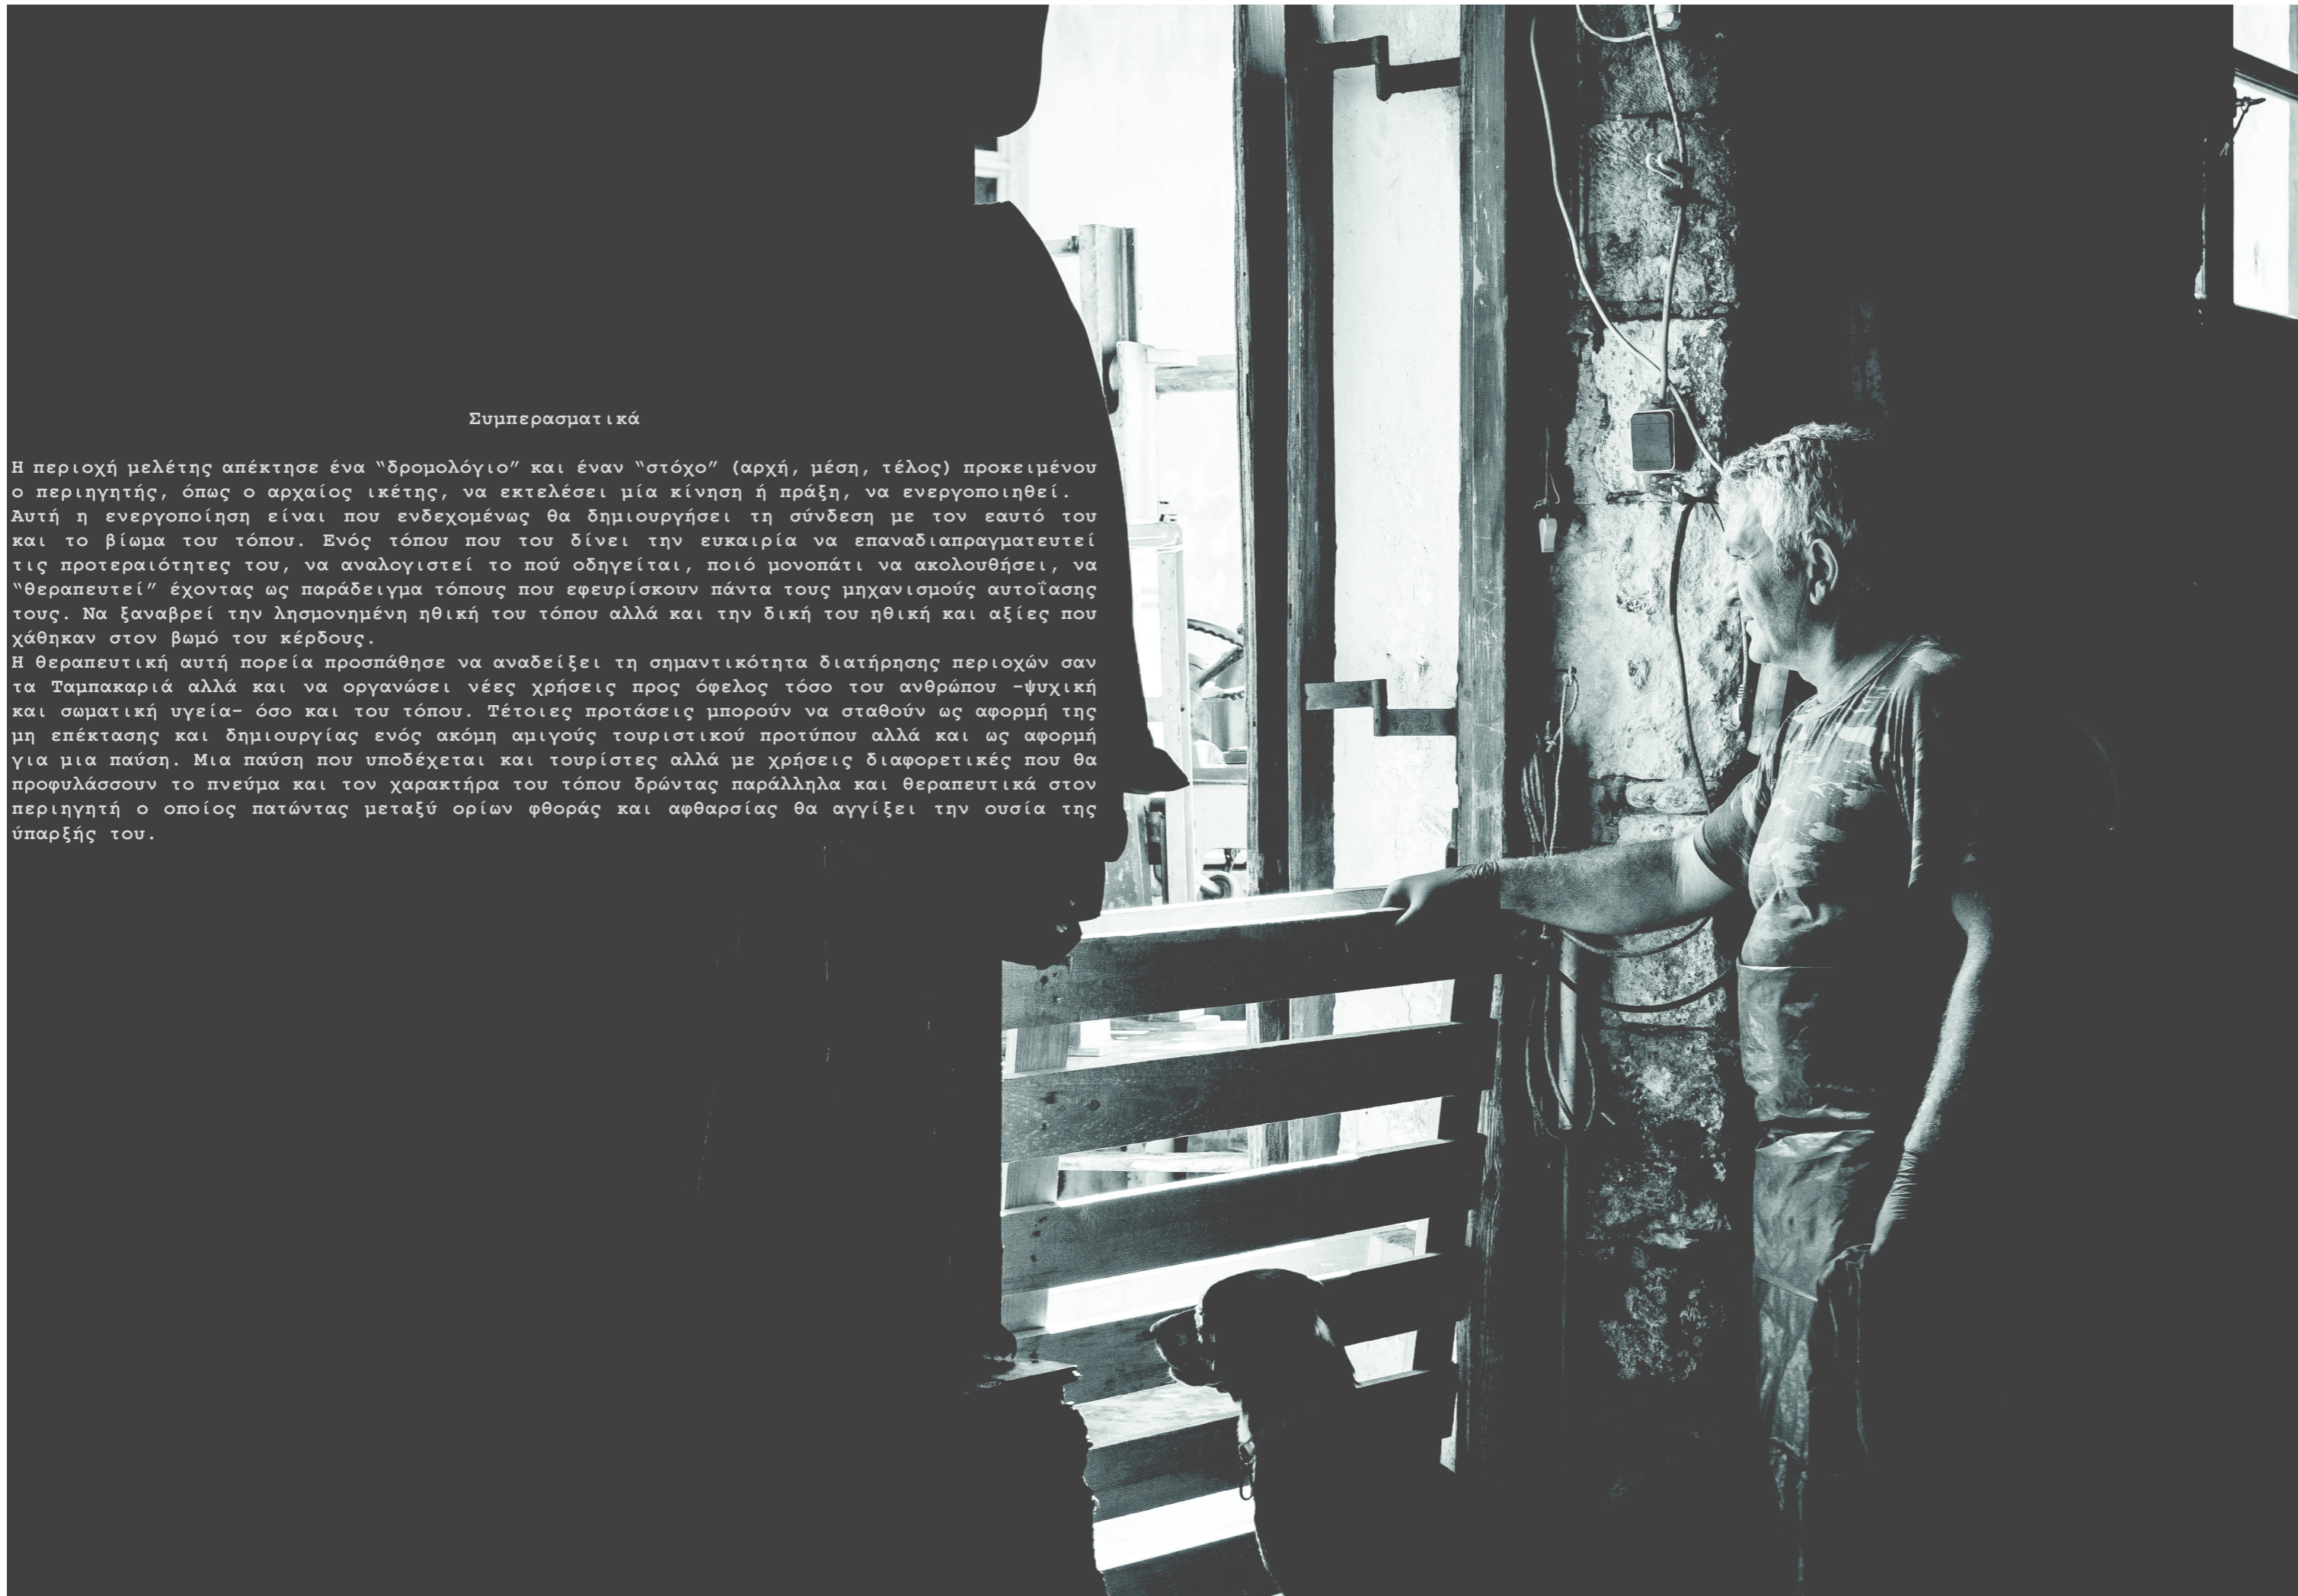 Συμπερασματικά
Η περιοχή μελέτης απέκτησε ένα “δρομολόγιο” και έναν “στόχο” (αρχή, μέση, τέλος) προκειμένου
ο περιηγητής, όπως ο αρχαίος ικέτης, να εκτελέσει μία κίνηση ή πράξη, να ενεργοποιηθεί.
Αυτή η ενεργοποίηση είναι που ενδεχομένως θα δημιουργήσει τη σύνδεση με τον εαυτό του
και το βίωμα του τόπου. Ενός τόπου που του δίνει την ευκαιρία να επαναδιαπραγματευτεί
τις προτεραιότητες του, να αναλογιστεί το πού οδηγείται, ποιό μονοπάτι να ακολουθήσει, να
“θεραπευτεί” έχοντας ως παράδειγμα τόπους που εφευρίσκουν πάντα τους μηχανισμούς αυτοΐασης
τους. Να ξαναβρεί την λησμονημένη ηθική του τόπου αλλά και την δική του ηθική και αξίες που
χάθηκαν στον βωμό του κέρδους.
Η θεραπευτική αυτή πορεία προσπάθησε να αναδείξει τη σημαντικότητα διατήρησης περιοχών σαν
τα Ταμπακαριά αλλά και να οργανώσει νέες χρήσεις προς όφελος τόσο του ανθρώπου -ψυχική
και σωματική υγεία- όσο και του τόπου. Τέτοιες προτάσεις μπορούν να σταθούν ως αφορμή της
μη επέκτασης και δημιουργίας ενός ακόμη αμιγούς τουριστικού προτύπου αλλά και ως αφορμή
για μια παύση. Μια παύση που υποδέχεται και τουρίστες αλλά με χρήσεις διαφορετικές που θα
προφυλάσσουν το πνεύμα και τον χαρακτήρα του τόπου δρώντας παράλληλα και θεραπευτικά στον
περιηγητή ο οποίος πατώντας μεταξύ ορίων φθοράς και αφθαρσίας θα αγγίξει την ουσία της
ύπαρξής του.